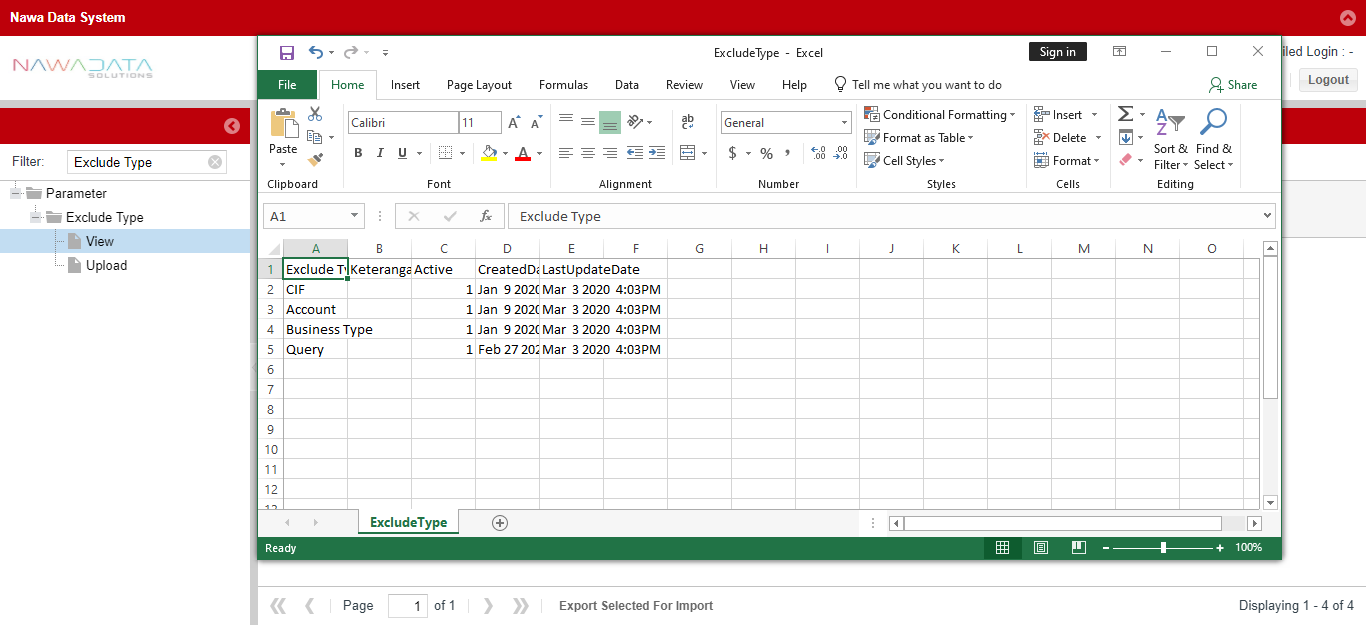 Nawa Data System
NAWADATA
SOLUTIONS
iled Login : -
Logout
Filter:
Exclude Type
Parameter
Exclude Type
View
Upload
ExcludeType - Excel
Sign in
File Home Insert Page Layout Formulas Data Review View Help Tell me what you want to do Share
Paste
Clipboard
Calibri 11
B I U
Font
Alignment
General
$ % ,
Number
Conditional Formatting
Format as Table
Cell Styles
Styles
Insert
Delete
Format
Cells
Sort & Filter
Find & Select
Editing
A1 fx Exclude Type
A B C D E F G H I J K L M N O
1 Exclude Ty Keteranga Active CreatedDa LastUpdateDate
2 CIF 1 Jan 9 2020 Mar 3 2020 4:03PM
3 Account 1 Jan 9 2020 Mar 3 2020 4:03PM
4 Business Type 1 Jan 9 2020 Mar 3 2020 4:03PM
5 Query 1 Feb 27 202 Mar 3 2020 4:03PM
6
7
8
9
10
11
12
13
ExcludeType
Ready
100%
Page 1 of 1
Export Selected For Import
Displaying 1 - 4 of 4